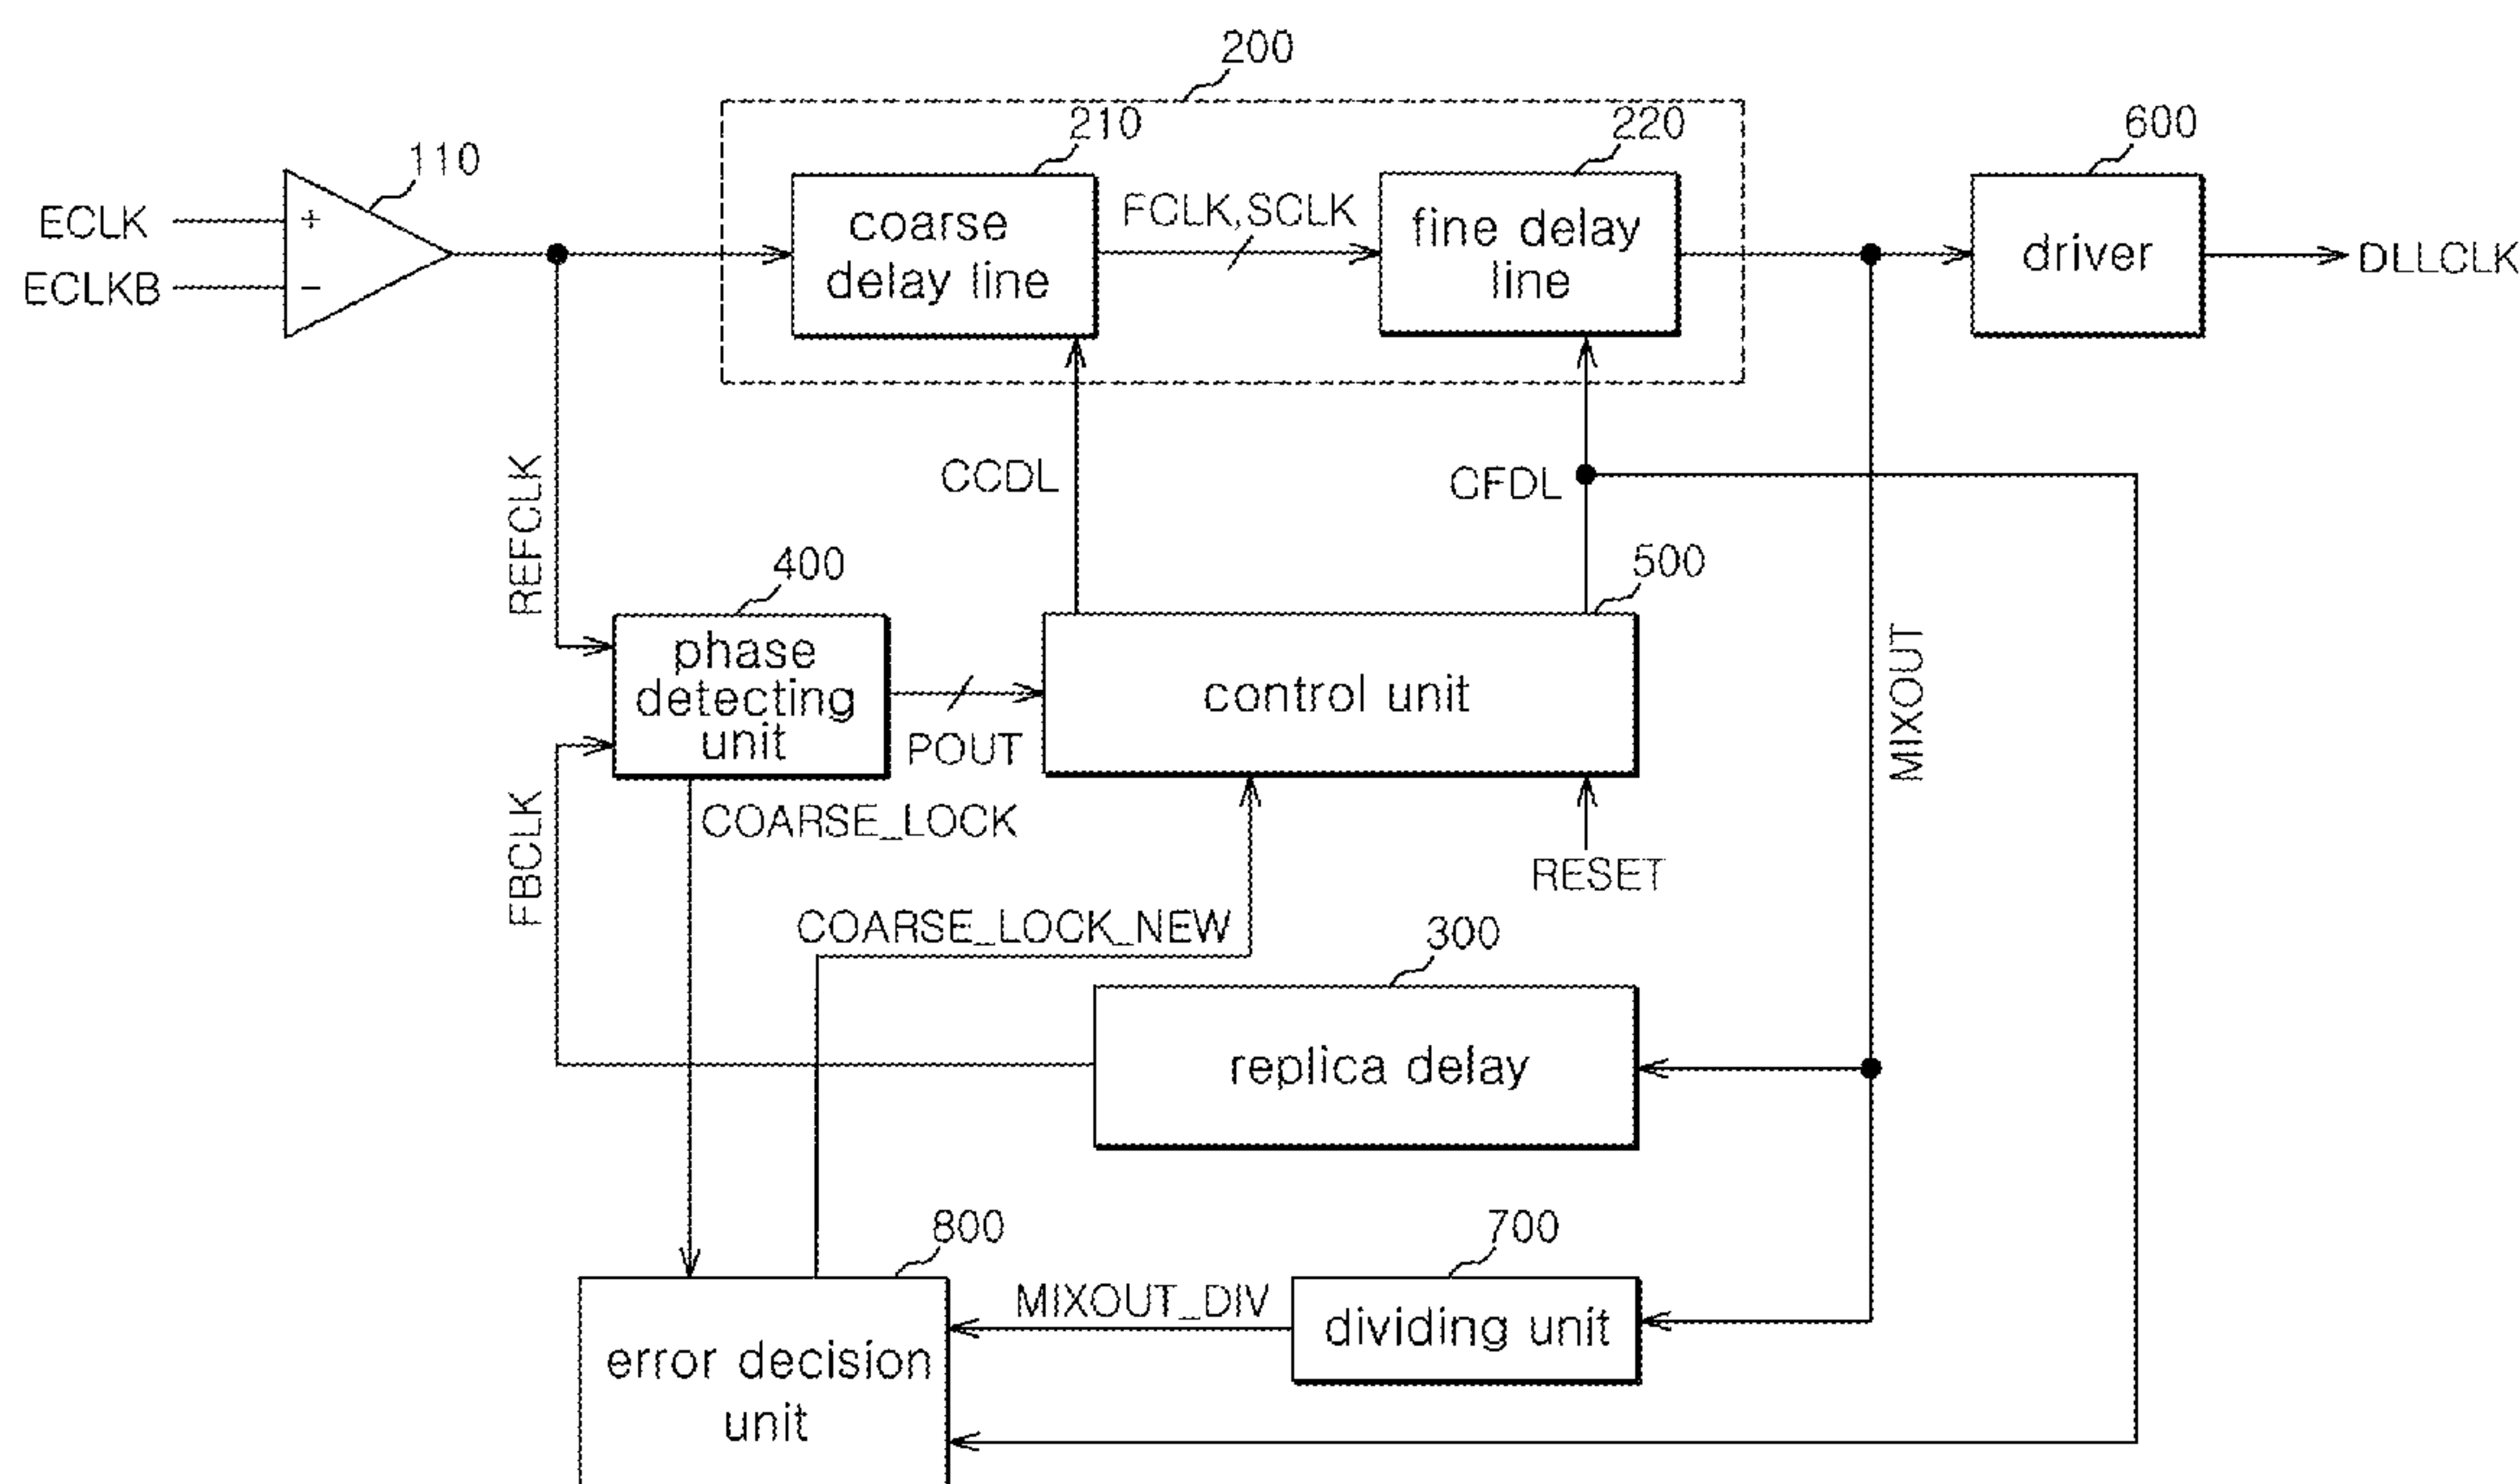 200
210
220
600
110
ECLK
+
ECLKB
−
coarse
delay line
FCLK,SCLK
fine delay
line
driver
DLLCLK
REFCLK
CCDL
CFDL
400
500
phase
detecting
unit
POUT
control unit
MIXOUT
FBCLK
COARSE_LOCK
RESET
COARSE_LOCK_NEW
300
replica delay
800
700
MIXOUT_DIV
dividing unit
error decision
unit